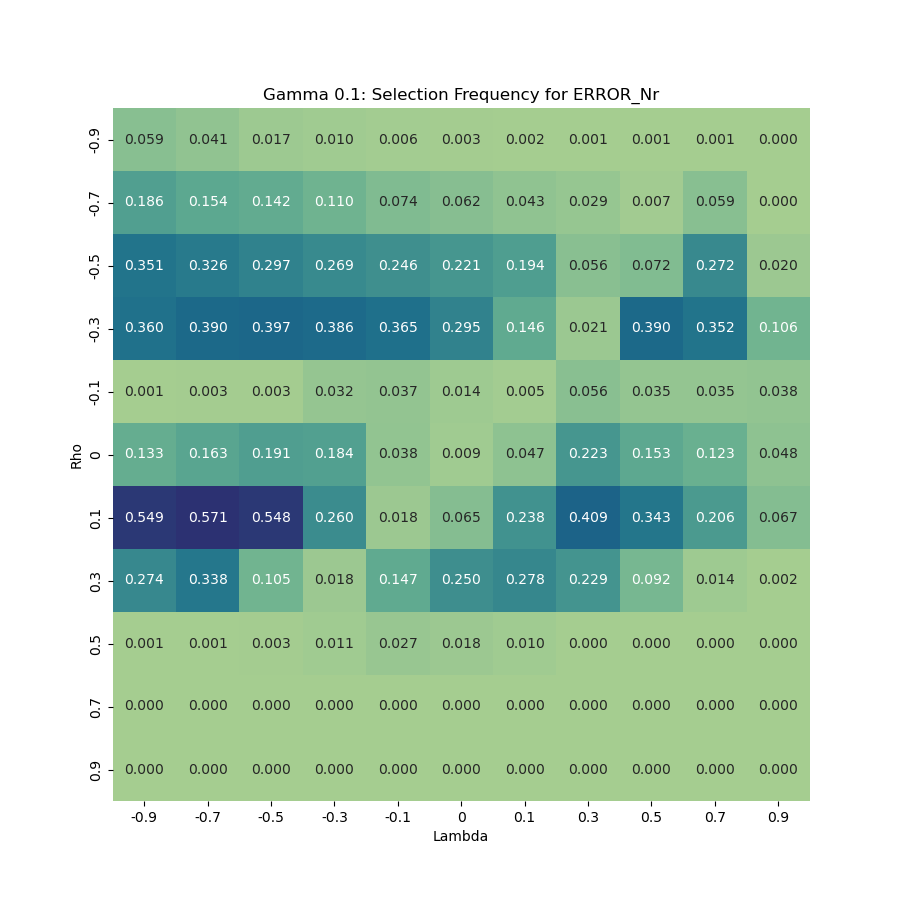 Gamma 0.1: Selection Frequency for ERROR_Nr
-0.9 0.059 0.041 0.017 0.010 0.006 0.003 0.002 0.001 0.001 0.001 0.000
-0.7 0.186 0.154 0.142 0.110 0.074 0.062 0.043 0.029 0.007 0.059 0.000
-0.5 0.351 0.326 0.297 0.269 0.246 0.221 0.194 0.056 0.072 0.272 0.020
-0.3 0.360 0.390 0.397 0.386 0.365 0.295 0.146 0.021 0.390 0.352 0.106
-0.1 0.001 0.003 0.003 0.032 0.037 0.014 0.005 0.056 0.035 0.035 0.038
Rho
0 0.133 0.163 0.191 0.184 0.038 0.009 0.047 0.223 0.153 0.123 0.048
0.1 0.549 0.571 0.548 0.260 0.018 0.065 0.238 0.409 0.343 0.206 0.067
0.3 0.274 0.338 0.105 0.018 0.147 0.250 0.278 0.229 0.092 0.014 0.002
0.5 0.001 0.001 0.003 0.011 0.027 0.018 0.010 0.000 0.000 0.000 0.000
0.7 0.000 0.000 0.000 0.000 0.000 0.000 0.000 0.000 0.000 0.000 0.000
0.9 0.000 0.000 0.000 0.000 0.000 0.000 0.000 0.000 0.000 0.000 0.000
-0.9 -0.7 -0.5 -0.3 -0.1 0 0.1 0.3 0.5 0.7 0.9
Lambda